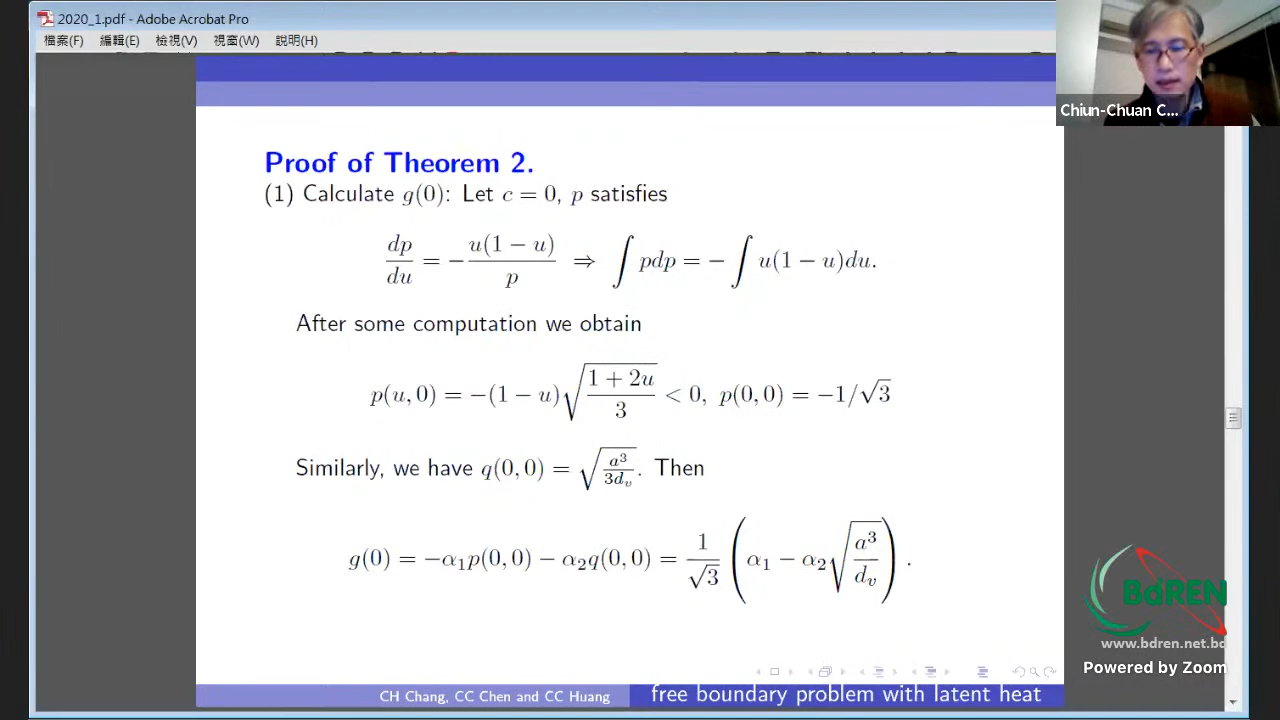 2020_1.pdf - Adobe Acrobat Pro
檔案(F) 編輯(E) 檢視(V) 視窗(W) 說明(H)
Chiun-Chuan C...
Proof of Theorem 2.
(1) Calculate g(0): Let c = 0, p satisfies
dp/du = −u(1 − u)/p ⇒ ∫ pdp = − ∫ u(1 − u)du.
After some computation we obtain
p(u, 0) = −(1 − u)√((1 + 2u)/3) < 0, p(0, 0) = −1/√3
Similarly, we have q(0, 0) = √(a³/3dᵥ). Then
g(0) = −α₁p(0, 0) − α₂q(0, 0) = 1/√3 (α₁ − α₂√(a³/dᵥ)).
BdREN
www.bdren.net.bd
Powered by Zoom
CH Chang, CC Chen and CC Huang free boundary problem with latent heat